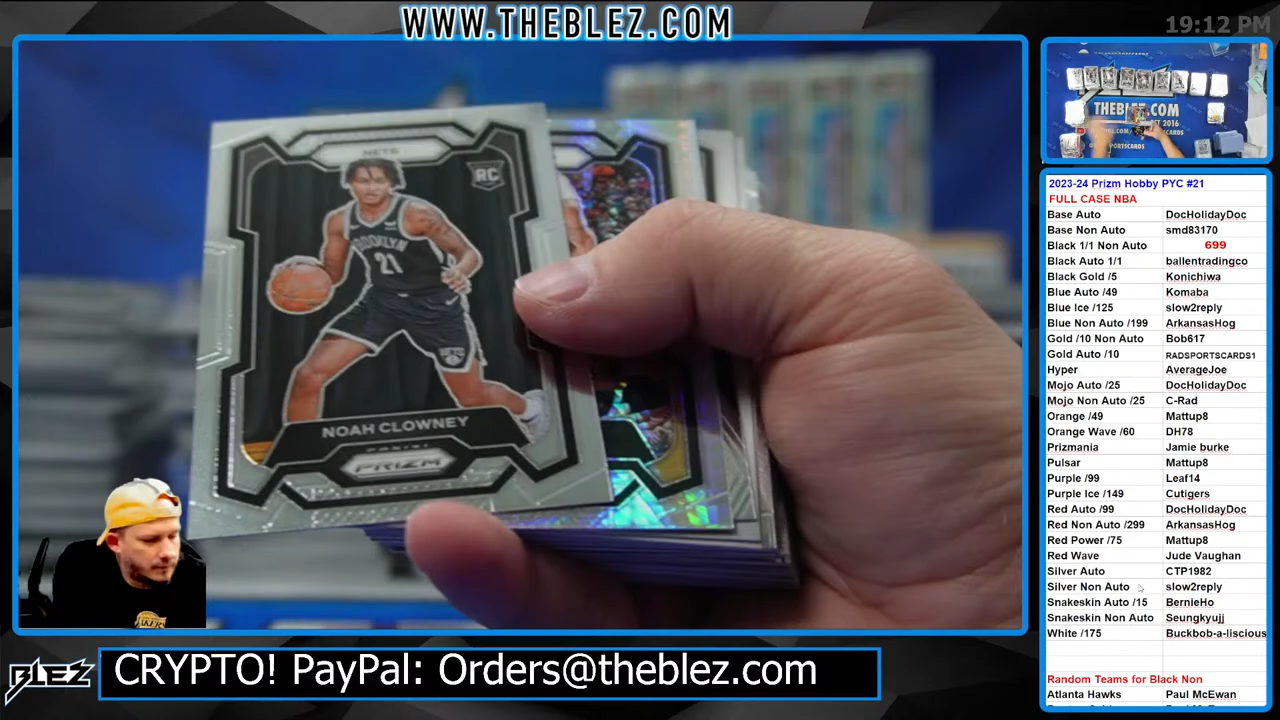 WWW.THEBLEZ.COM
19:12 PM
NETS
RC
BROOKLYN
21
NOAH CLOWNEY
PANINI
PRIZM
THEBLEZ.COM
2023-24 Prizm Hobby PYC #21
FULL CASE NBA
Base Auto DocHolidayDoc
Base Non Auto smd83170
Black 1/1 Non Auto 699
Black Auto 1/1 ballentradingco
Black Gold /5 Konichiwa
Blue Auto /49 Komaba
Blue Ice /125 slow2reply
Blue Non Auto /199 ArkansasHog
Gold /10 Non Auto Bob617
Gold Auto /10 RADSPORTSCARDS1
Hyper AverageJoe
Mojo Auto /25 DocHolidayDoc
Mojo Non Auto /25 C-Rad
Orange /49 Mattup8
Orange Wave /60 DH78
Prizmania Jamie burke
Pulsar Mattup8
Purple /99 Leaf14
Purple Ice /149 Cutigers
Red Auto /99 DocHolidayDoc
Red Non Auto /299 ArkansasHog
Red Power /75 Mattup8
Red Wave Jude Vaughan
Silver Auto CTP1982
Silver Non Auto slow2reply
Snakeskin Auto /15 BernieHo
Snakeskin Non Auto Seungkyujj
White /175 Buckbob-a-liscious
Random Teams for Black Non
Atlanta Hawks Paul McEwan
BLEZ
CRYPTO! PayPal: Orders@theblez.com